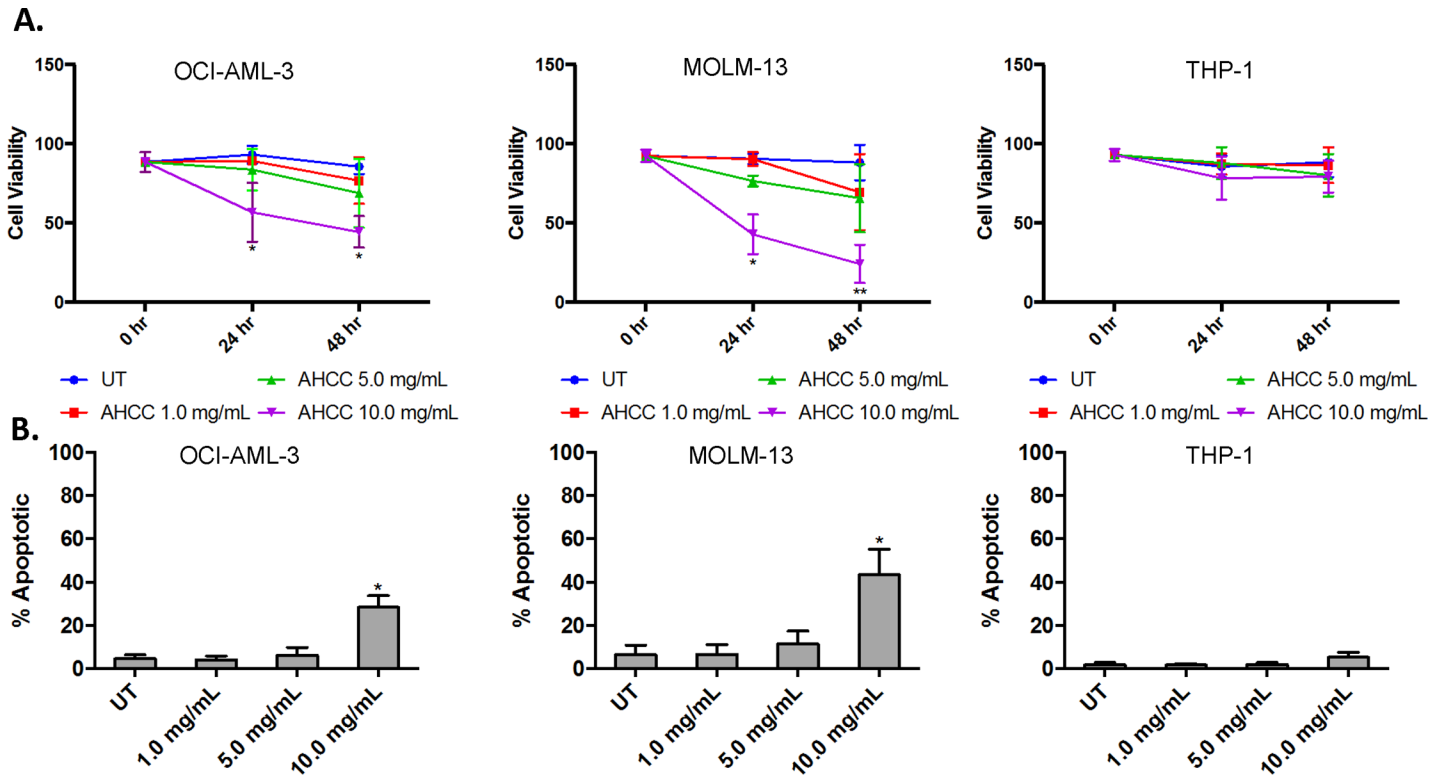 A.
OCI-AML-3
MOLM-13
THP-1
Cell Viability
150
100
50
0
0 hr
24 hr
48 hr
*
*
Cell Viability
150
100
50
0
0 hr
24 hr
48 hr
*
**
Cell Viability
150
100
50
0
0 hr
24 hr
48 hr
UT
AHCC 5.0 mg/mL
AHCC 1.0 mg/mL
AHCC 10.0 mg/mL
UT
AHCC 5.0 mg/mL
AHCC 1.0 mg/mL
AHCC 10.0 mg/mL
UT
AHCC 5.0 mg/mL
AHCC 1.0 mg/mL
AHCC 10.0 mg/mL
B.
OCI-AML-3
MOLM-13
THP-1
% Apoptotic
100
80
60
40
20
0
*
UT
1.0 mg/mL
5.0 mg/mL
10.0 mg/mL
% Apoptotic
100
80
60
40
20
0
*
UT
1.0 mg/mL
5.0 mg/mL
10.0 mg/mL
% Apoptotic
100
80
60
40
20
0
UT
1.0 mg/mL
5.0 mg/mL
10.0 mg/mL